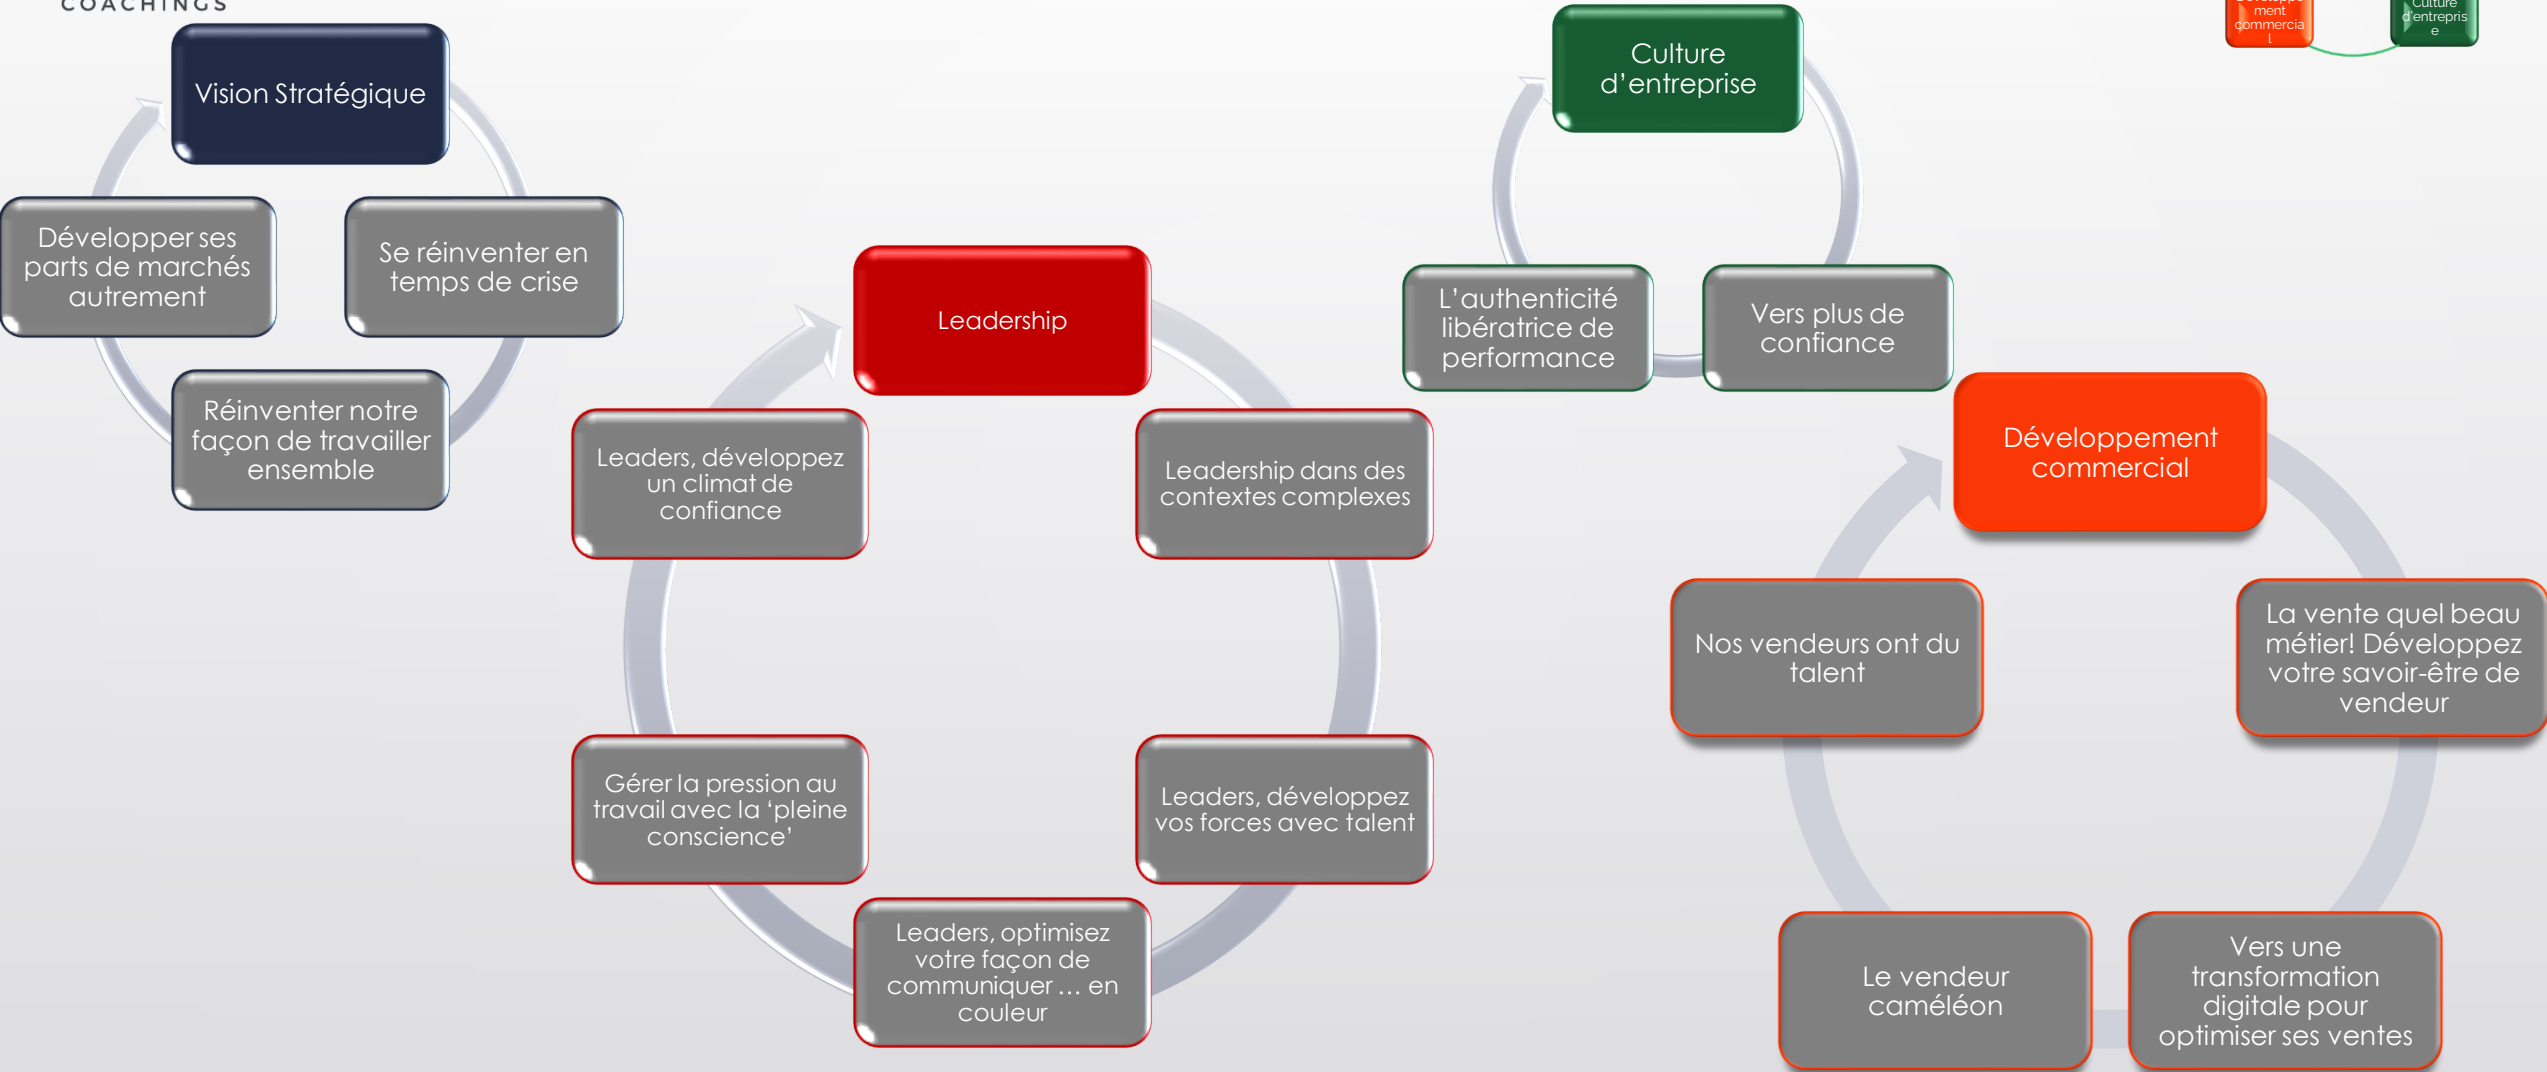 COACHINGS
Vision Stratégique
Se réinventer en
temps de crise
Réinventer notre
façon de travailler
ensemble
Développer ses
parts de marchés
autrement
Leadership
Leadership dans des
contextes complexes
Leaders, développez
vos forces avec talent
Leaders, optimisez
votre façon de
communiquer … en
couleur
Gérer la pression au
travail avec la ‘pleine
conscience’
Leaders, développez
un climat de
confiance
Culture
d’entreprise
Vers plus de
confiance
L’authenticité
libératrice de
performance
Développement
commercial
La vente quel beau
métier! Développez
votre savoir-être de
vendeur
Vers une
transformation
digitale pour
optimiser ses ventes
Le vendeur
caméléon
Nos vendeurs ont du
talent
Développe
ment
commercia
l
Culture
d'entrepris
e